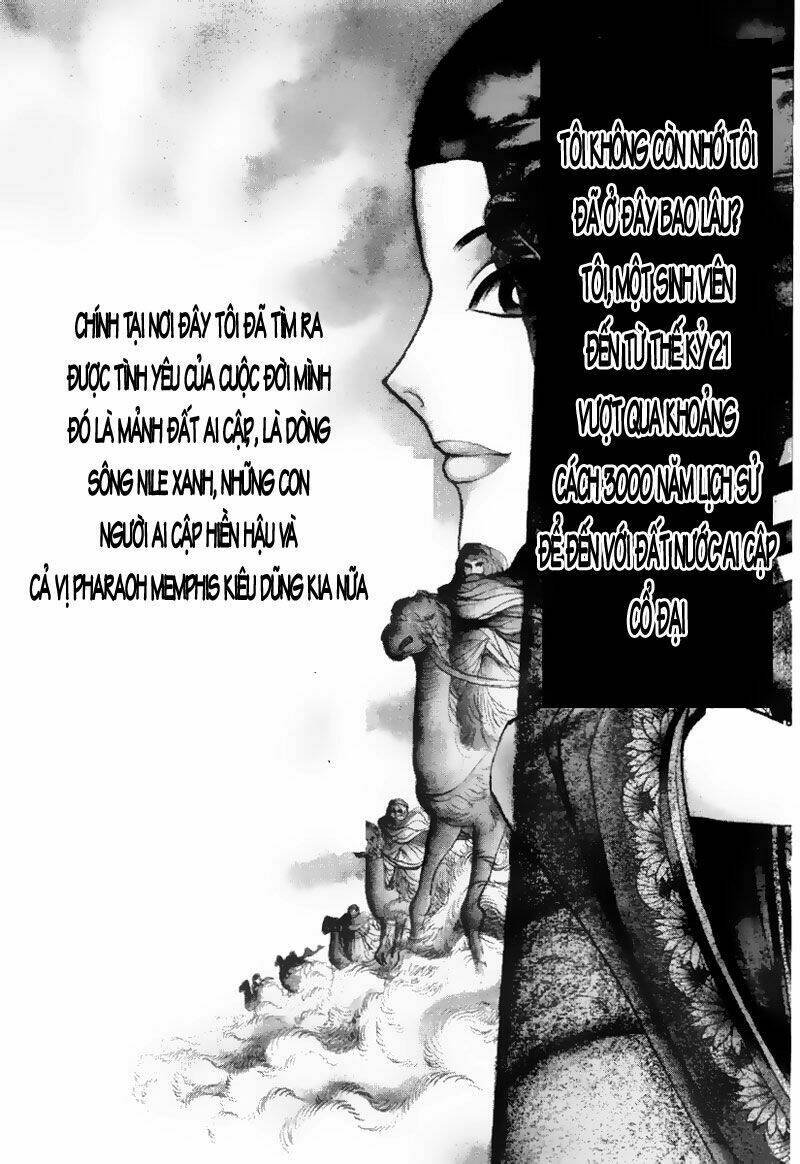 TÔI KHÔNG CÒN NHỚ TÔI
ĐÃ Ở ĐÂY BAO LÂU?
TÔI, MỘT SINH VIÊN
ĐẾN TỪ THẾ KỶ 21
VƯỢT QUA KHOẢNG
CÁCH 3000 NĂM LỊCH SỬ
ĐỂ ĐẾN VỚI ĐẤT NƯỚC AI CẬP
CỔ ĐẠI
CHÍNH TẠI NƠI ĐÂY TÔI ĐÃ TÌM RA
ĐƯỢC TÌNH YÊU CỦA CUỘC ĐỜI MÌNH
ĐÓ LÀ MẢNH ĐẤT AI CẬP, LÀ DÒNG
SÔNG NILE XANH, NHỮNG CON
NGƯỜI AI CẬP HIỀN HẬU VÀ
CẢ VỊ PHARAOH MEMPHIS KIÊU DŨNG KIA NỮA